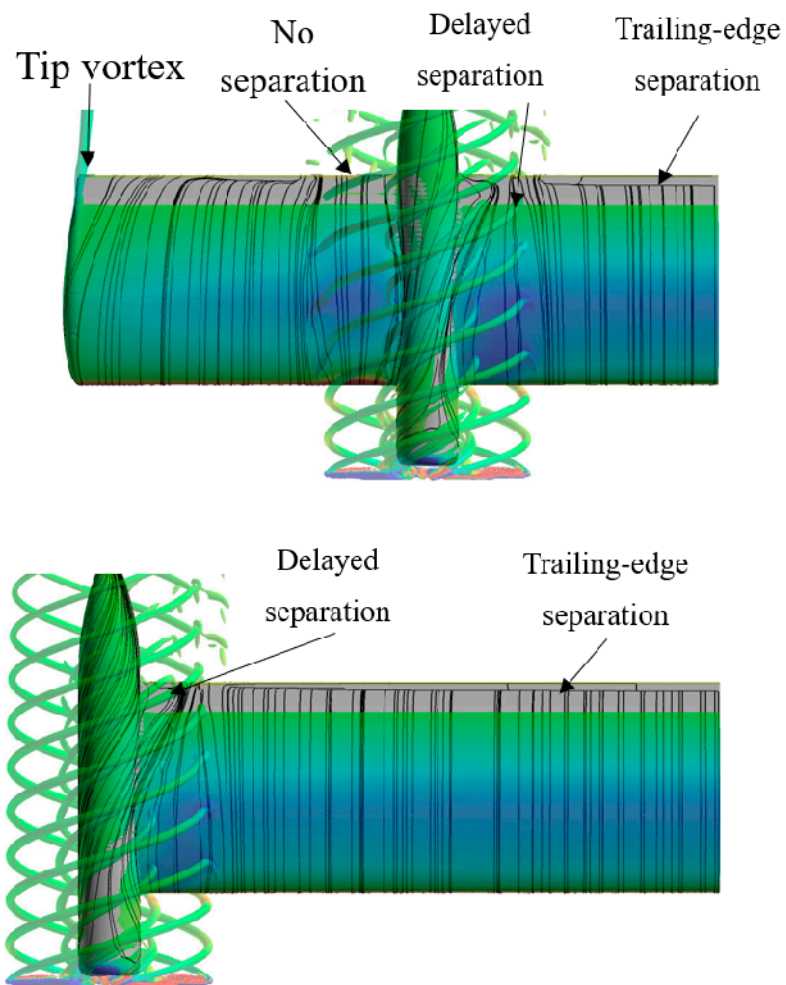 Tip vortex
No
separation
Delayed
separation
Trailing-edge
separation
Delayed
separation
Trailing-edge
separation